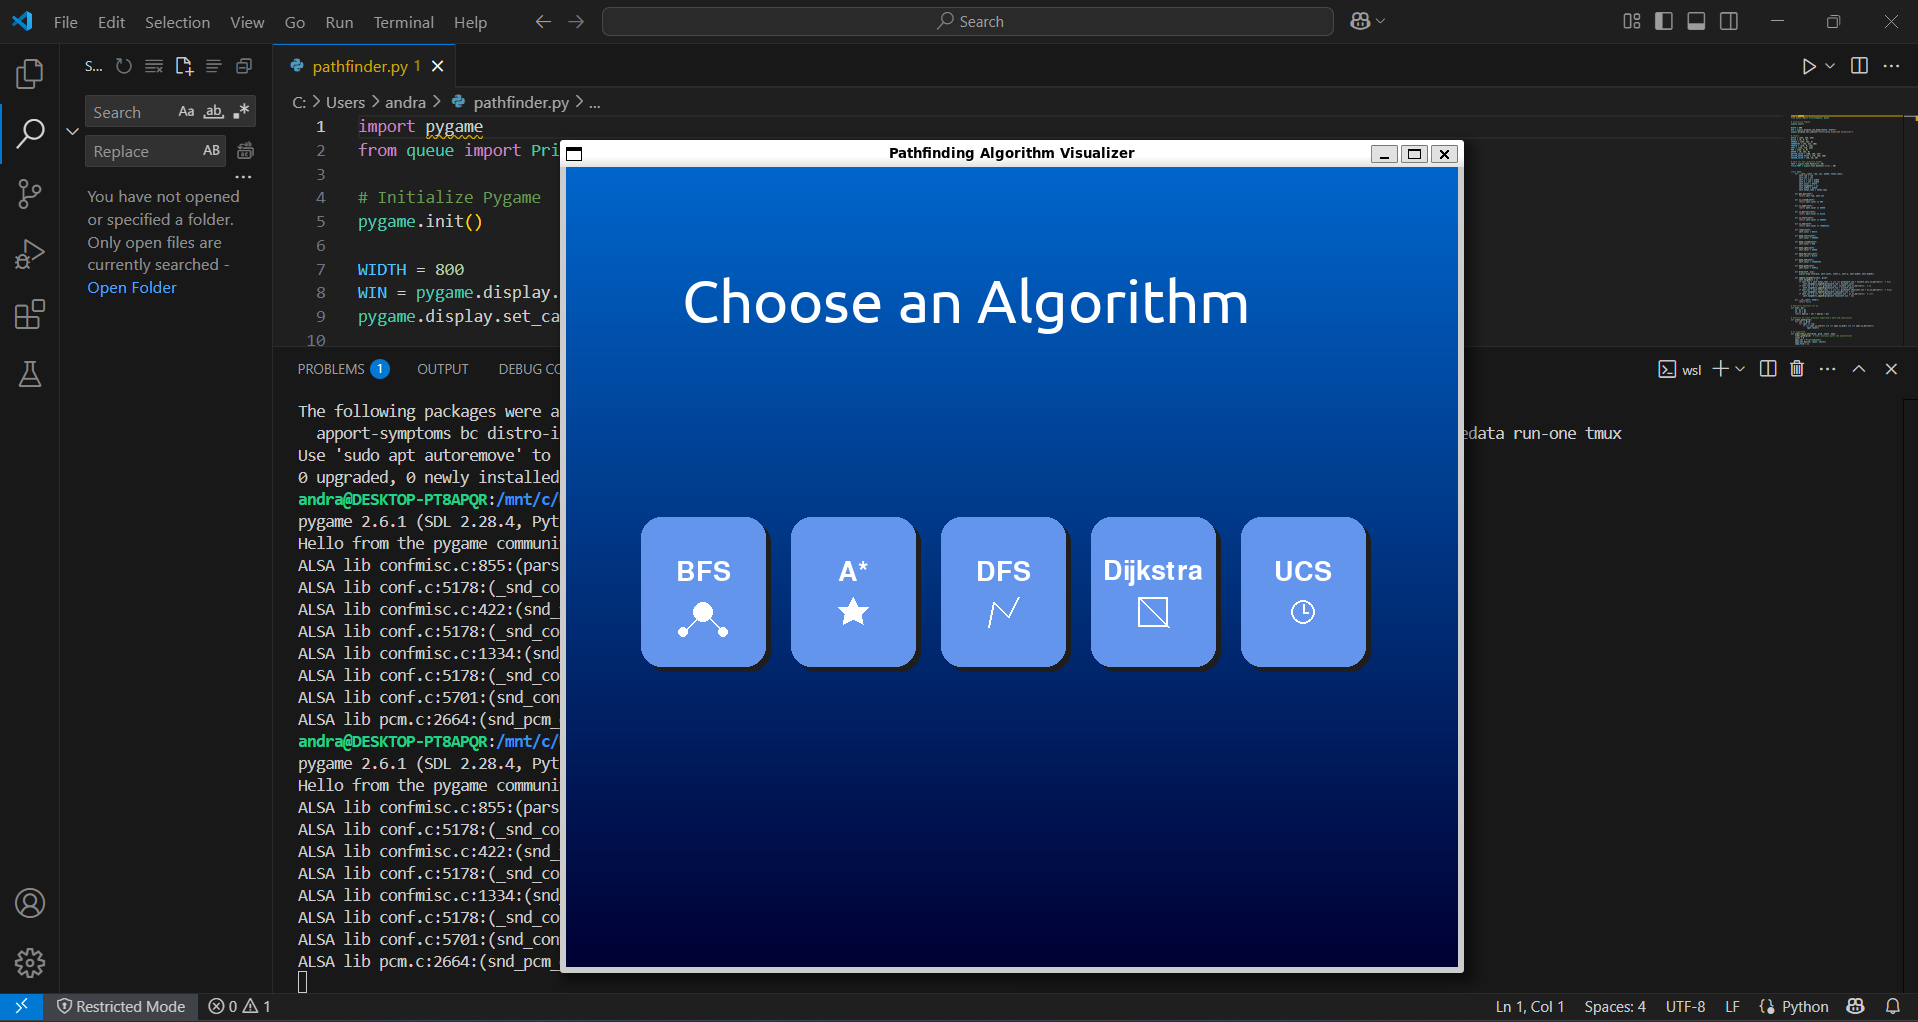 File Edit Selection View Go Run Terminal Help
Search
S...
Search Aa ab
Replace AB
You have not opened
or specified a folder.
Only open files are
currently searched -
Open Folder
pathfinder.py 1
C: > Users > andra > pathfinder.py > ...
1 import pygame
2 from queue import Pri
3
4 # Initialize Pygame
5 pygame.init()
6
7 WIDTH = 800
8 WIN = pygame.display.
9 pygame.display.set_ca
10
PROBLEMS 1 OUTPUT DEBUG CO
wsl
The following packages were a
apport-symptoms bc distro-i
edata run-one tmux
Use 'sudo apt autoremove' to
0 upgraded, 0 newly installed
andra@DESKTOP-PT8APQR:/mnt/c/
pygame 2.6.1 (SDL 2.28.4, Pyt
Hello from the pygame communi
ALSA lib confmisc.c:855:(pars
ALSA lib conf.c:5178:(_snd_co
ALSA lib confmisc.c:422:(snd_
ALSA lib conf.c:5178:(_snd_co
ALSA lib confmisc.c:1334:(snd_
ALSA lib conf.c:5178:(_snd_co
ALSA lib conf.c:5701:(snd_con
ALSA lib pcm.c:2664:(snd_pcm_
andra@DESKTOP-PT8APQR:/mnt/c/
pygame 2.6.1 (SDL 2.28.4, Pyt
Hello from the pygame communi
ALSA lib confmisc.c:855:(pars
ALSA lib conf.c:5178:(_snd_co
ALSA lib confmisc.c:422:(snd_
ALSA lib conf.c:5178:(_snd_co
ALSA lib confmisc.c:1334:(snd_
ALSA lib conf.c:5178:(_snd_co
ALSA lib conf.c:5701:(snd_con
ALSA lib pcm.c:2664:(snd_pcm_
Pathfinding Algorithm Visualizer
Choose an Algorithm
BFS A* DFS Dijkstra UCS
Restricted Mode 0 1
Ln 1, Col 1 Spaces: 4 UTF-8 LF Python